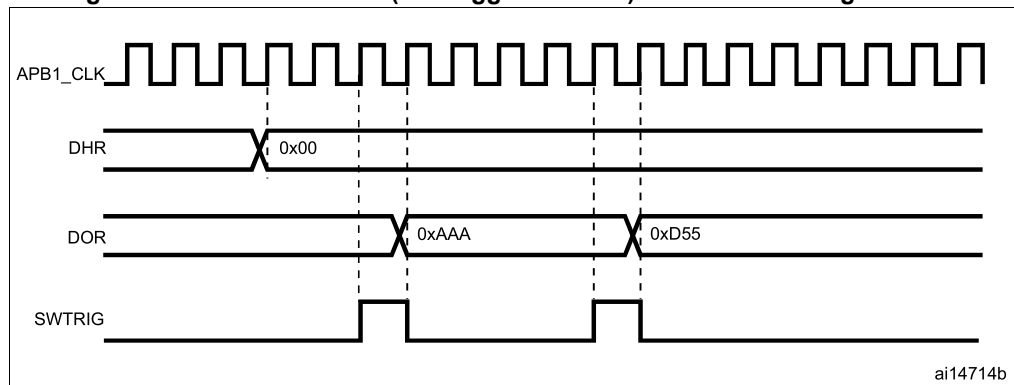 APB1_CLK
DHR 0x00
DOR 0xAAA 0xD55
SWTRIG
ai14714b